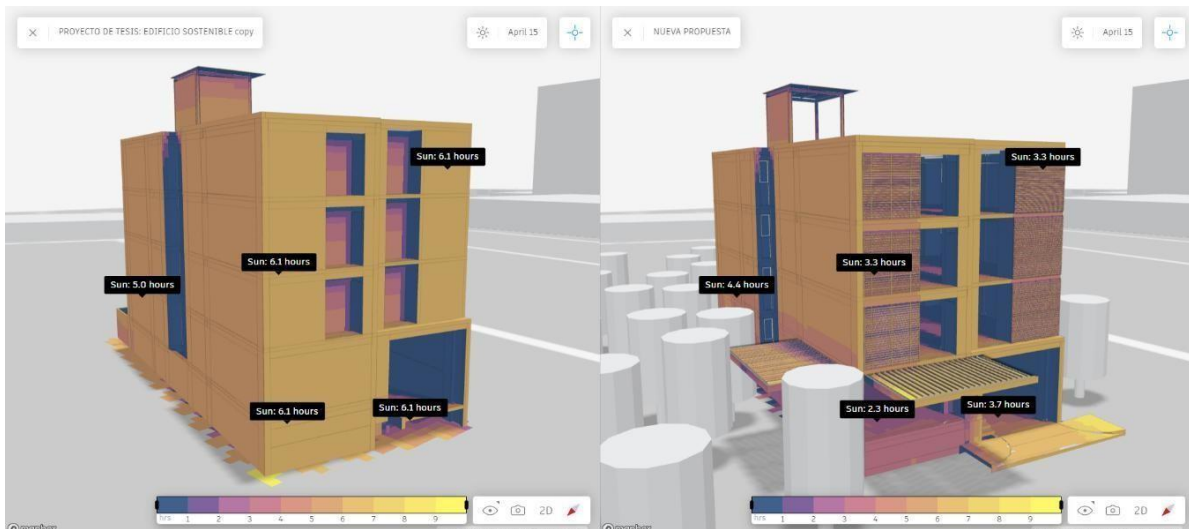 × PROYECTO DE TESIS: EDIFICIO SOSTENIBLE copy
April 15
Sun: 6.1 hours
Sun: 6.1 hours
Sun: 5.0 hours
Sun: 6.1 hours
Sun: 6.1 hours
hrs 1 2 3 4 5 6 7 8 9
2D
× NUEVA PROPUESTA
April 15
Sun: 3.3 hours
Sun: 3.3 hours
Sun: 4.4 hours
Sun: 2.3 hours
Sun: 3.7 hours
hrs 1 2 3 4 5 6 7 8 9
2D